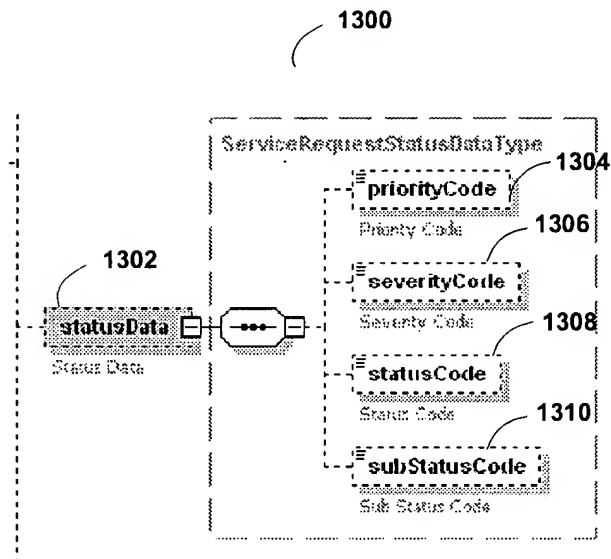 1300
ServiceRequestStatusDataType
1304
priorityCode
Priority Code
1306
severityCode
Severity Code
1302
statusData
Status Data
1308
statusCode
Status Code
1310
subStatusCode
Sub Status Code